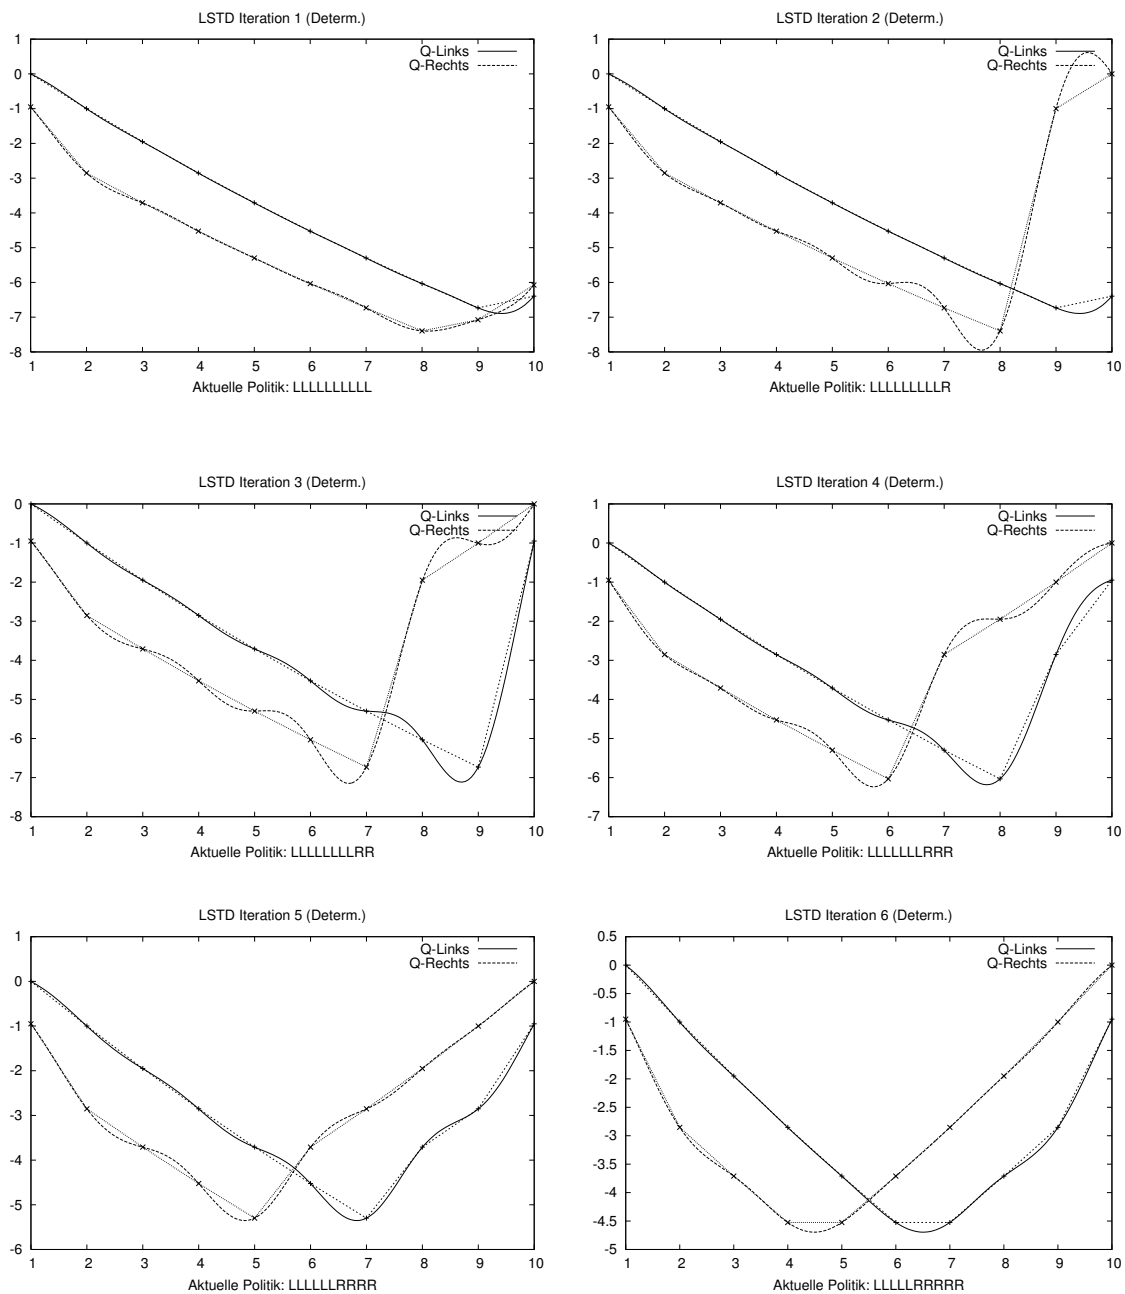 LSTD Iteration 1 (Determ.)
Q-Links
Q-Rechts
1
0
-1
-2
-3
-4
-5
-6
-7
-8
1 2 3 4 5 6 7 8 9 10
Aktuelle Politik: LLLLLLLLLL
LSTD Iteration 2 (Determ.)
Q-Links
Q-Rechts
1
0
-1
-2
-3
-4
-5
-6
-7
-8
1 2 3 4 5 6 7 8 9 10
Aktuelle Politik: LLLLLLLLLR
LSTD Iteration 3 (Determ.)
Q-Links
Q-Rechts
0
-1
-2
-3
-4
-5
-6
-7
-8
1 2 3 4 5 6 7 8 9 10
Aktuelle Politik: LLLLLLLLRR
LSTD Iteration 4 (Determ.)
Q-Links
Q-Rechts
1
0
-1
-2
-3
-4
-5
-6
-7
1 2 3 4 5 6 7 8 9 10
Aktuelle Politik: LLLLLLLRRR
LSTD Iteration 5 (Determ.)
Q-Links
Q-Rechts
1
0
-1
-2
-3
-4
-5
-6
1 2 3 4 5 6 7 8 9 10
Aktuelle Politik: LLLLLLRRRR
LSTD Iteration 6 (Determ.)
Q-Links
Q-Rechts
0.5
0
-0.5
-1
-1.5
-2
-2.5
-3
-3.5
-4
-4.5
-5
1 2 3 4 5 6 7 8 9 10
Aktuelle Politik: LLLLLRRRRR